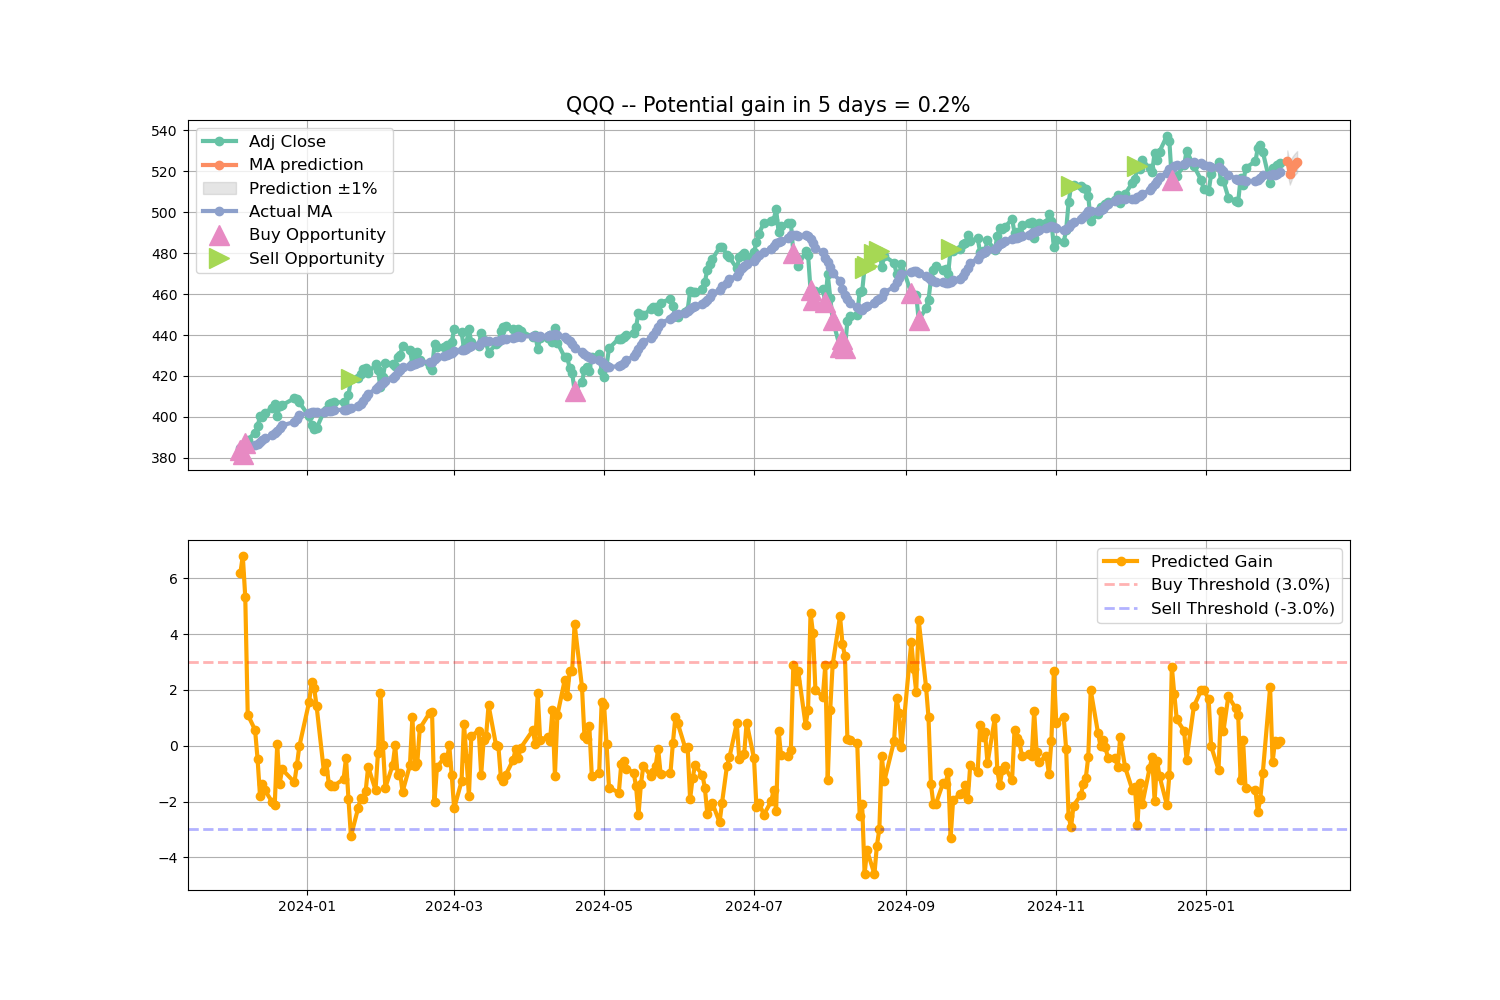 QQQ -- Potential gain in 5 days = 0.2%
540
520
500
480
460
440
420
400
380
Adj Close
MA prediction
Prediction ±1%
Actual MA
Buy Opportunity
Sell Opportunity
6
4
2
0
−2
−4
Predicted Gain
Buy Threshold (3.0%)
Sell Threshold (-3.0%)
2024-01 2024-03 2024-05 2024-07 2024-09 2024-11 2025-01